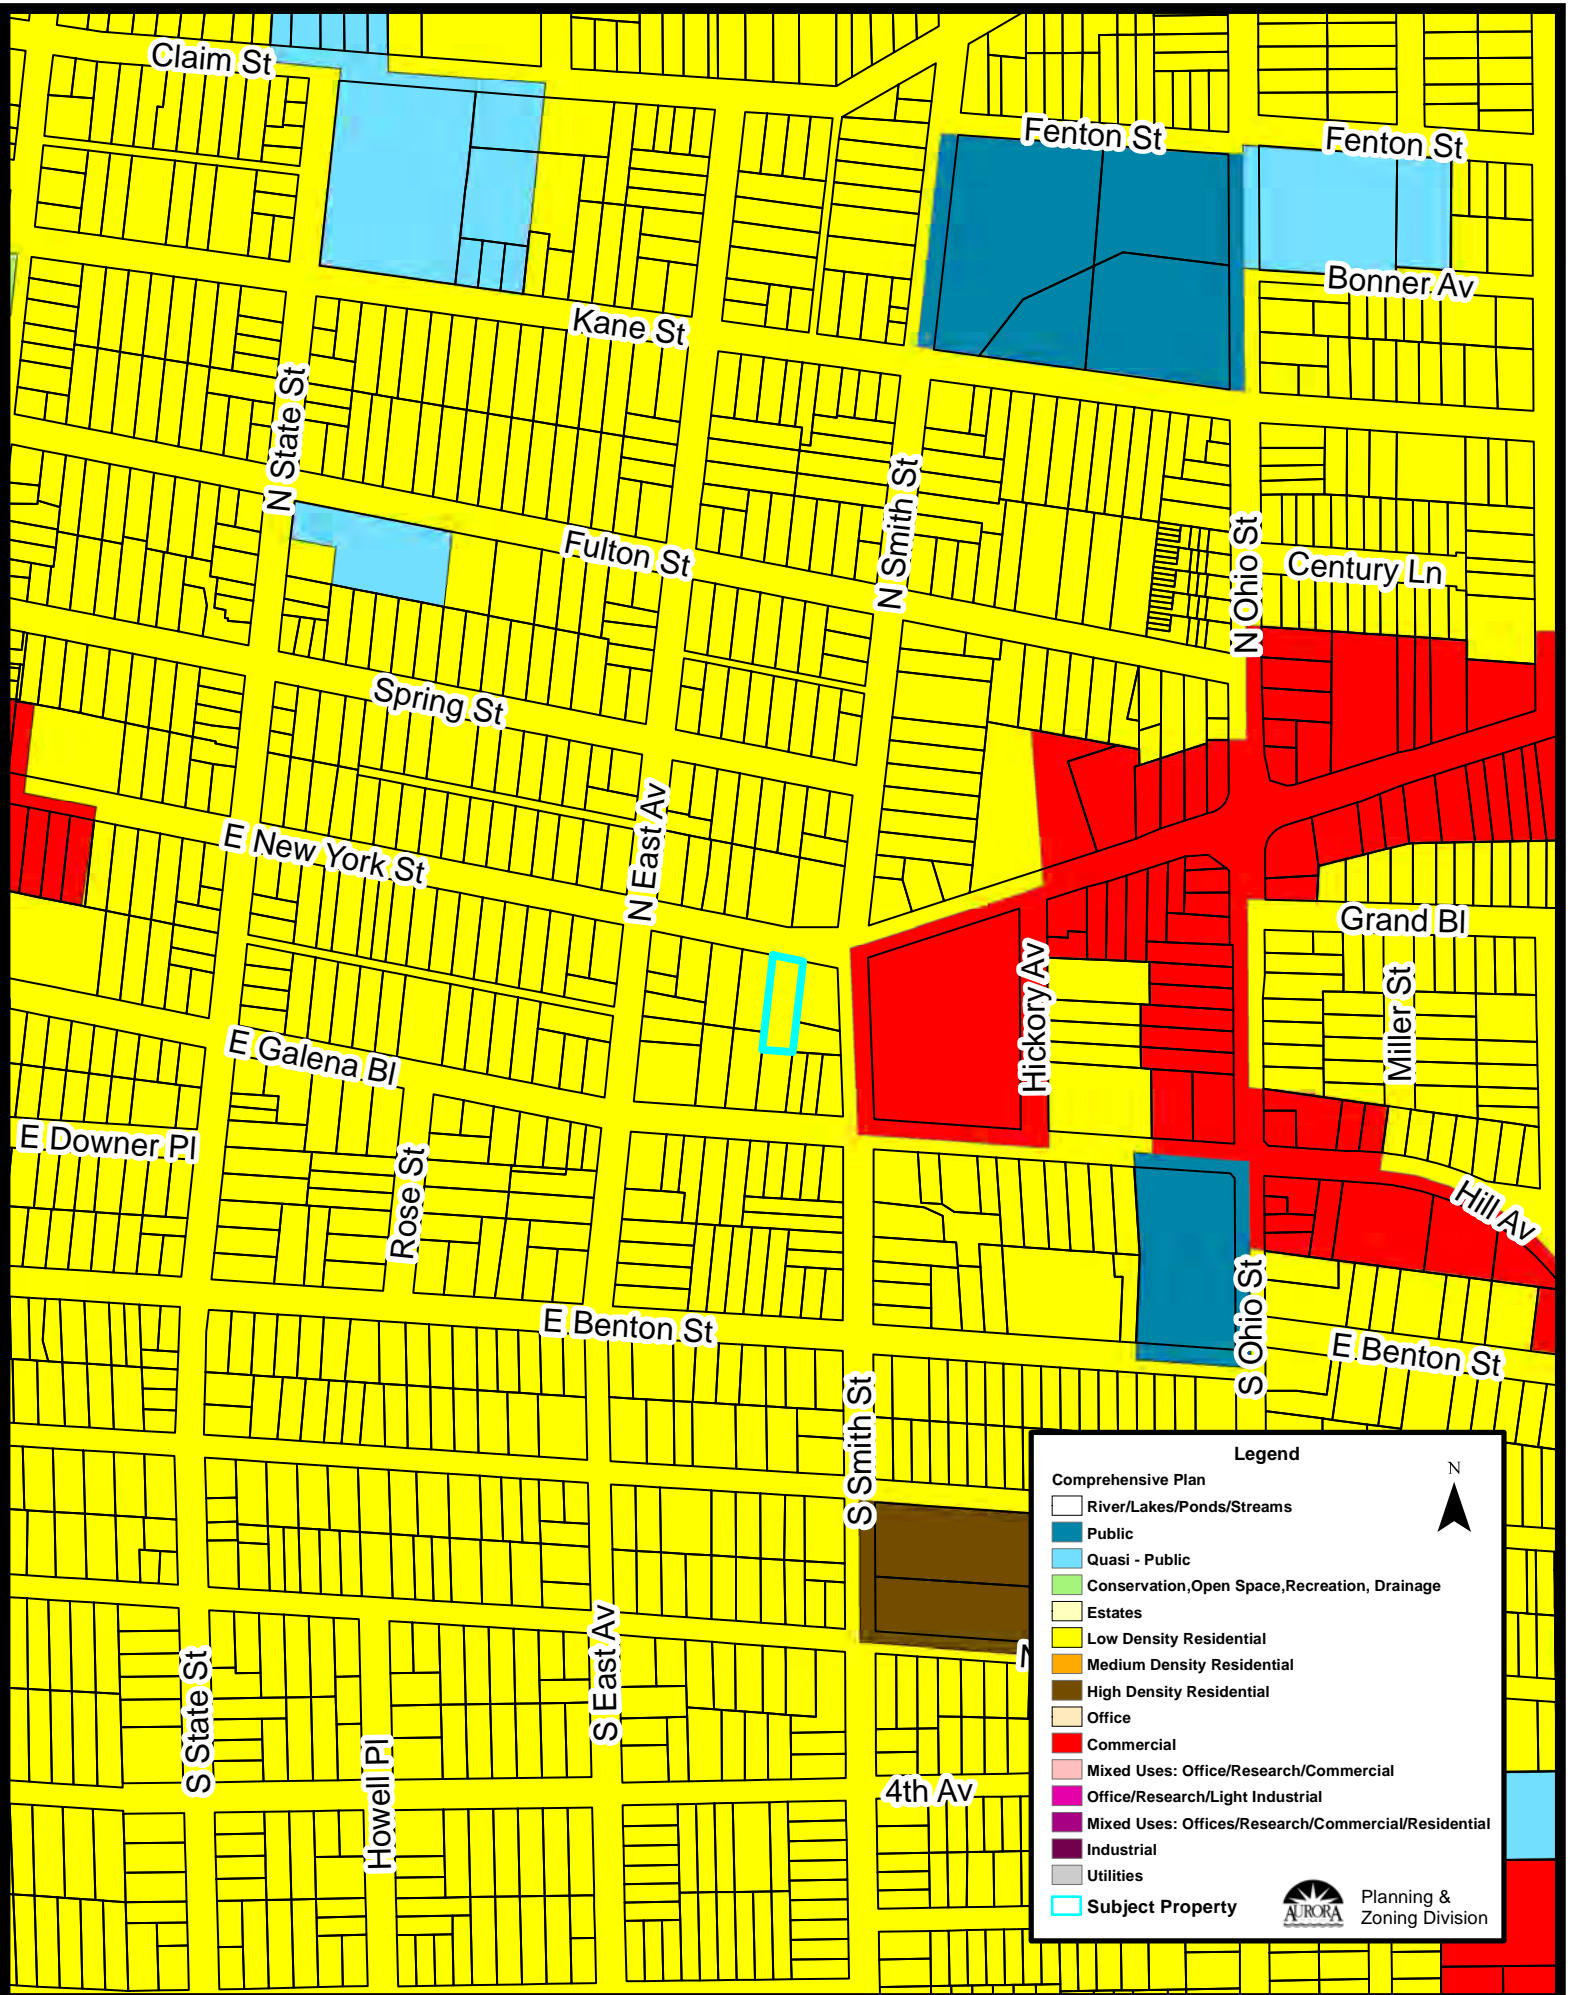 Claim St
Fenton St
Fenton St
Bonner Av
Kane St
N State St
N Smith St
Fulton St
N Ohio St
Century Ln
Spring St
E New York St
N East Av
Grand Bl
Hickory Av
Miller St
E Galena Bl
E Downer Pl
Rose St
Hill Av
E Benton St
S Ohio St
E Benton St
S Smith St
S East Av
S State St
Howell Pl
4th Av
N
Legend
Comprehensive Plan
N
River/Lakes/Ponds/Streams
Public
Quasi - Public
Conservation,Open Space,Recreation, Drainage
Estates
Low Density Residential
Medium Density Residential
High Density Residential
Office
Commercial
Mixed Uses: Office/Research/Commercial
Office/Research/Light Industrial
Mixed Uses: Offices/Research/Commercial/Residential
Industrial
Utilities
Subject Property
AURORA
Planning &
Zoning Division